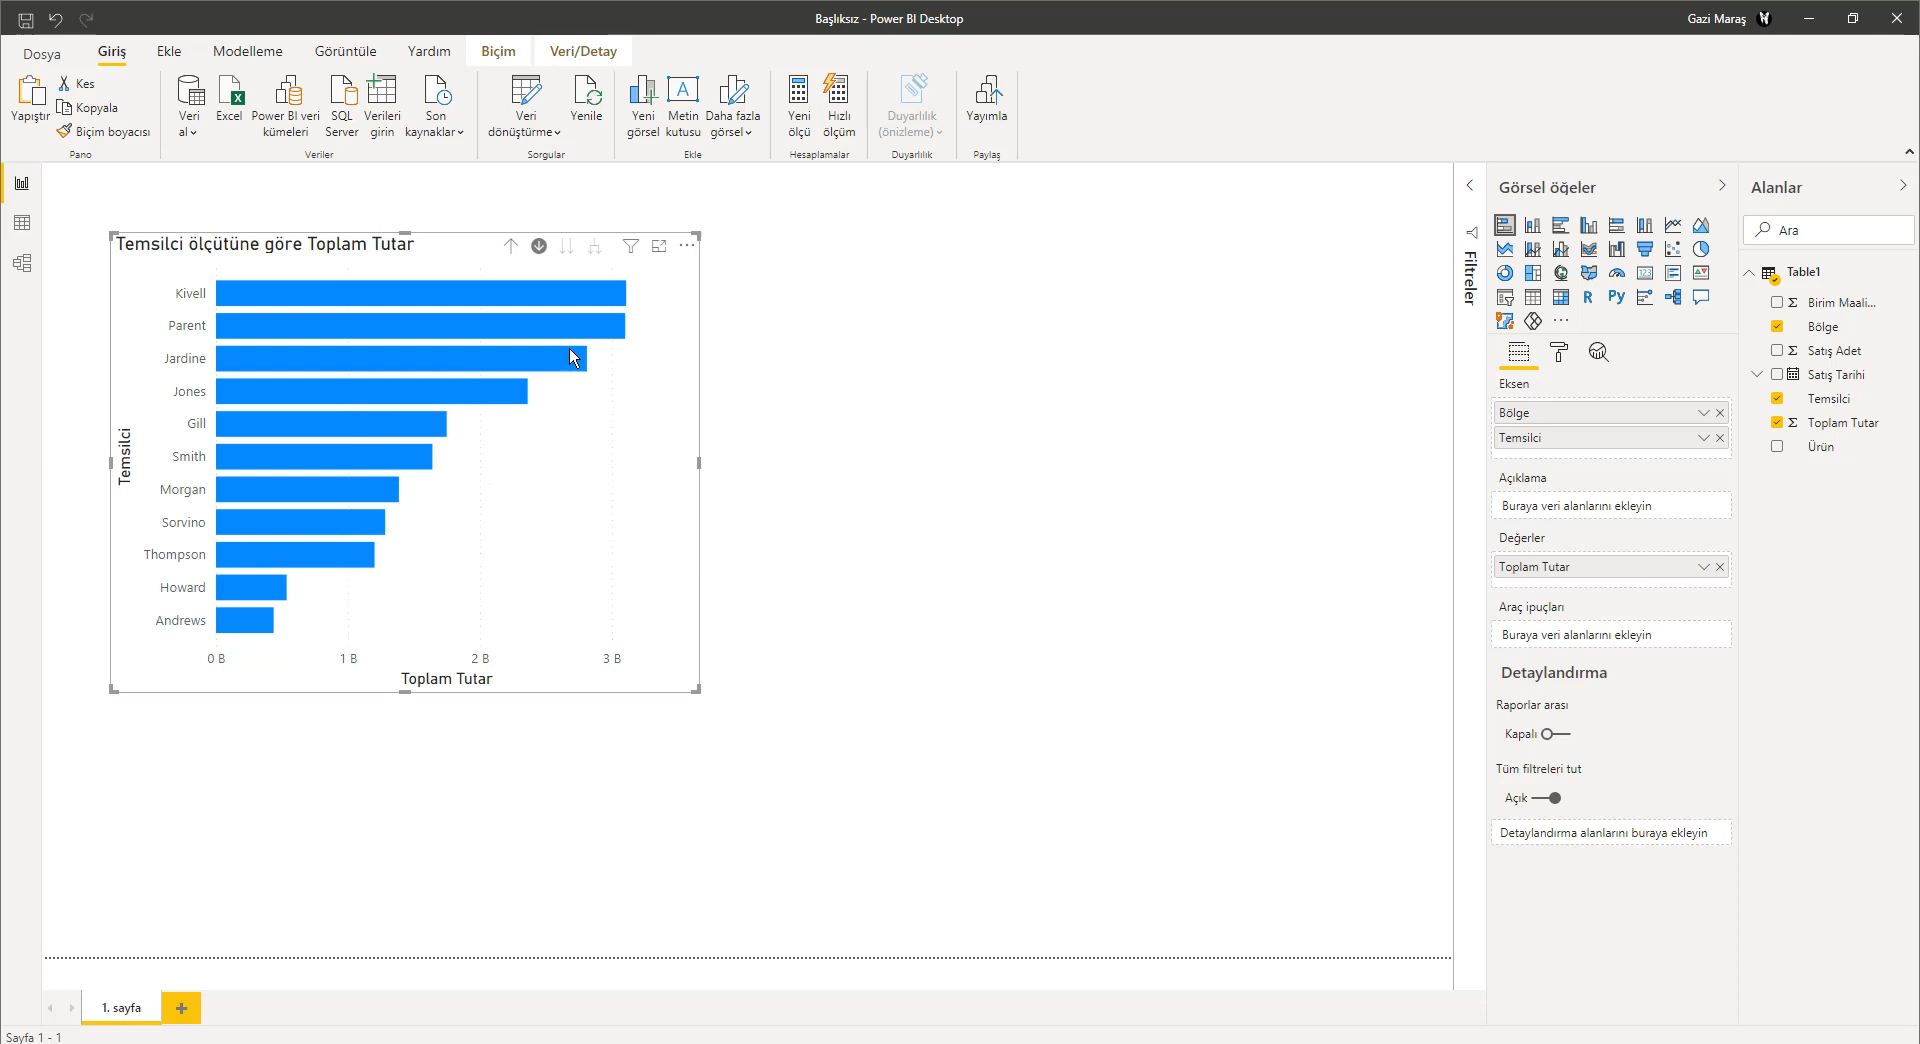 Başlıksız - Power BI Desktop
Gazi Maraş
Dosya
Giriş
Ekle
Modelleme
Görüntüle
Yardım
Biçim
Veri/Detay
Yapıştır
Kes
Kopyala
Biçim boyacısı
Pano
Veri
al
Excel
Power BI veri
kümeleri
SQL
Server
Verileri
girin
Son
kaynaklar
Veriler
Veri
dönüştürme
Yenile
Sorgular
Yeni
görsel
Metin
kutusu
Daha fazla
görsel
Ekle
Yeni
ölçü
Hızlı
ölçüm
Hesaplamalar
Duyarlılık
(önizleme)
Duyarlılık
Yayımla
Paylaş
Temsilci ölçütüne göre Toplam Tutar
Temsilci
Kivell
Parent
Jardine
Jones
Gill
Smith
Morgan
Sorvino
Thompson
Howard
Andrews
0 B
1 B
2 B
3 B
Toplam Tutar
Filtreler
Görsel öğeler
R
Py
123
Eksen
Bölge
Temsilci
Açıklama
Buraya veri alanlarını ekleyin
Değerler
Toplam Tutar
Araç ipuçları
Buraya veri alanlarını ekleyin
Detaylandırma
Raporlar arası
Kapalı
Tüm filtreleri tut
Açık
Detaylandırma alanlarını buraya ekleyin
Alanlar
Ara
Table1
Σ Birim Maali...
Bölge
Σ Satış Adet
Satış Tarihi
Temsilci
Σ Toplam Tutar
Ürün
1. sayfa
Sayfa 1 - 1